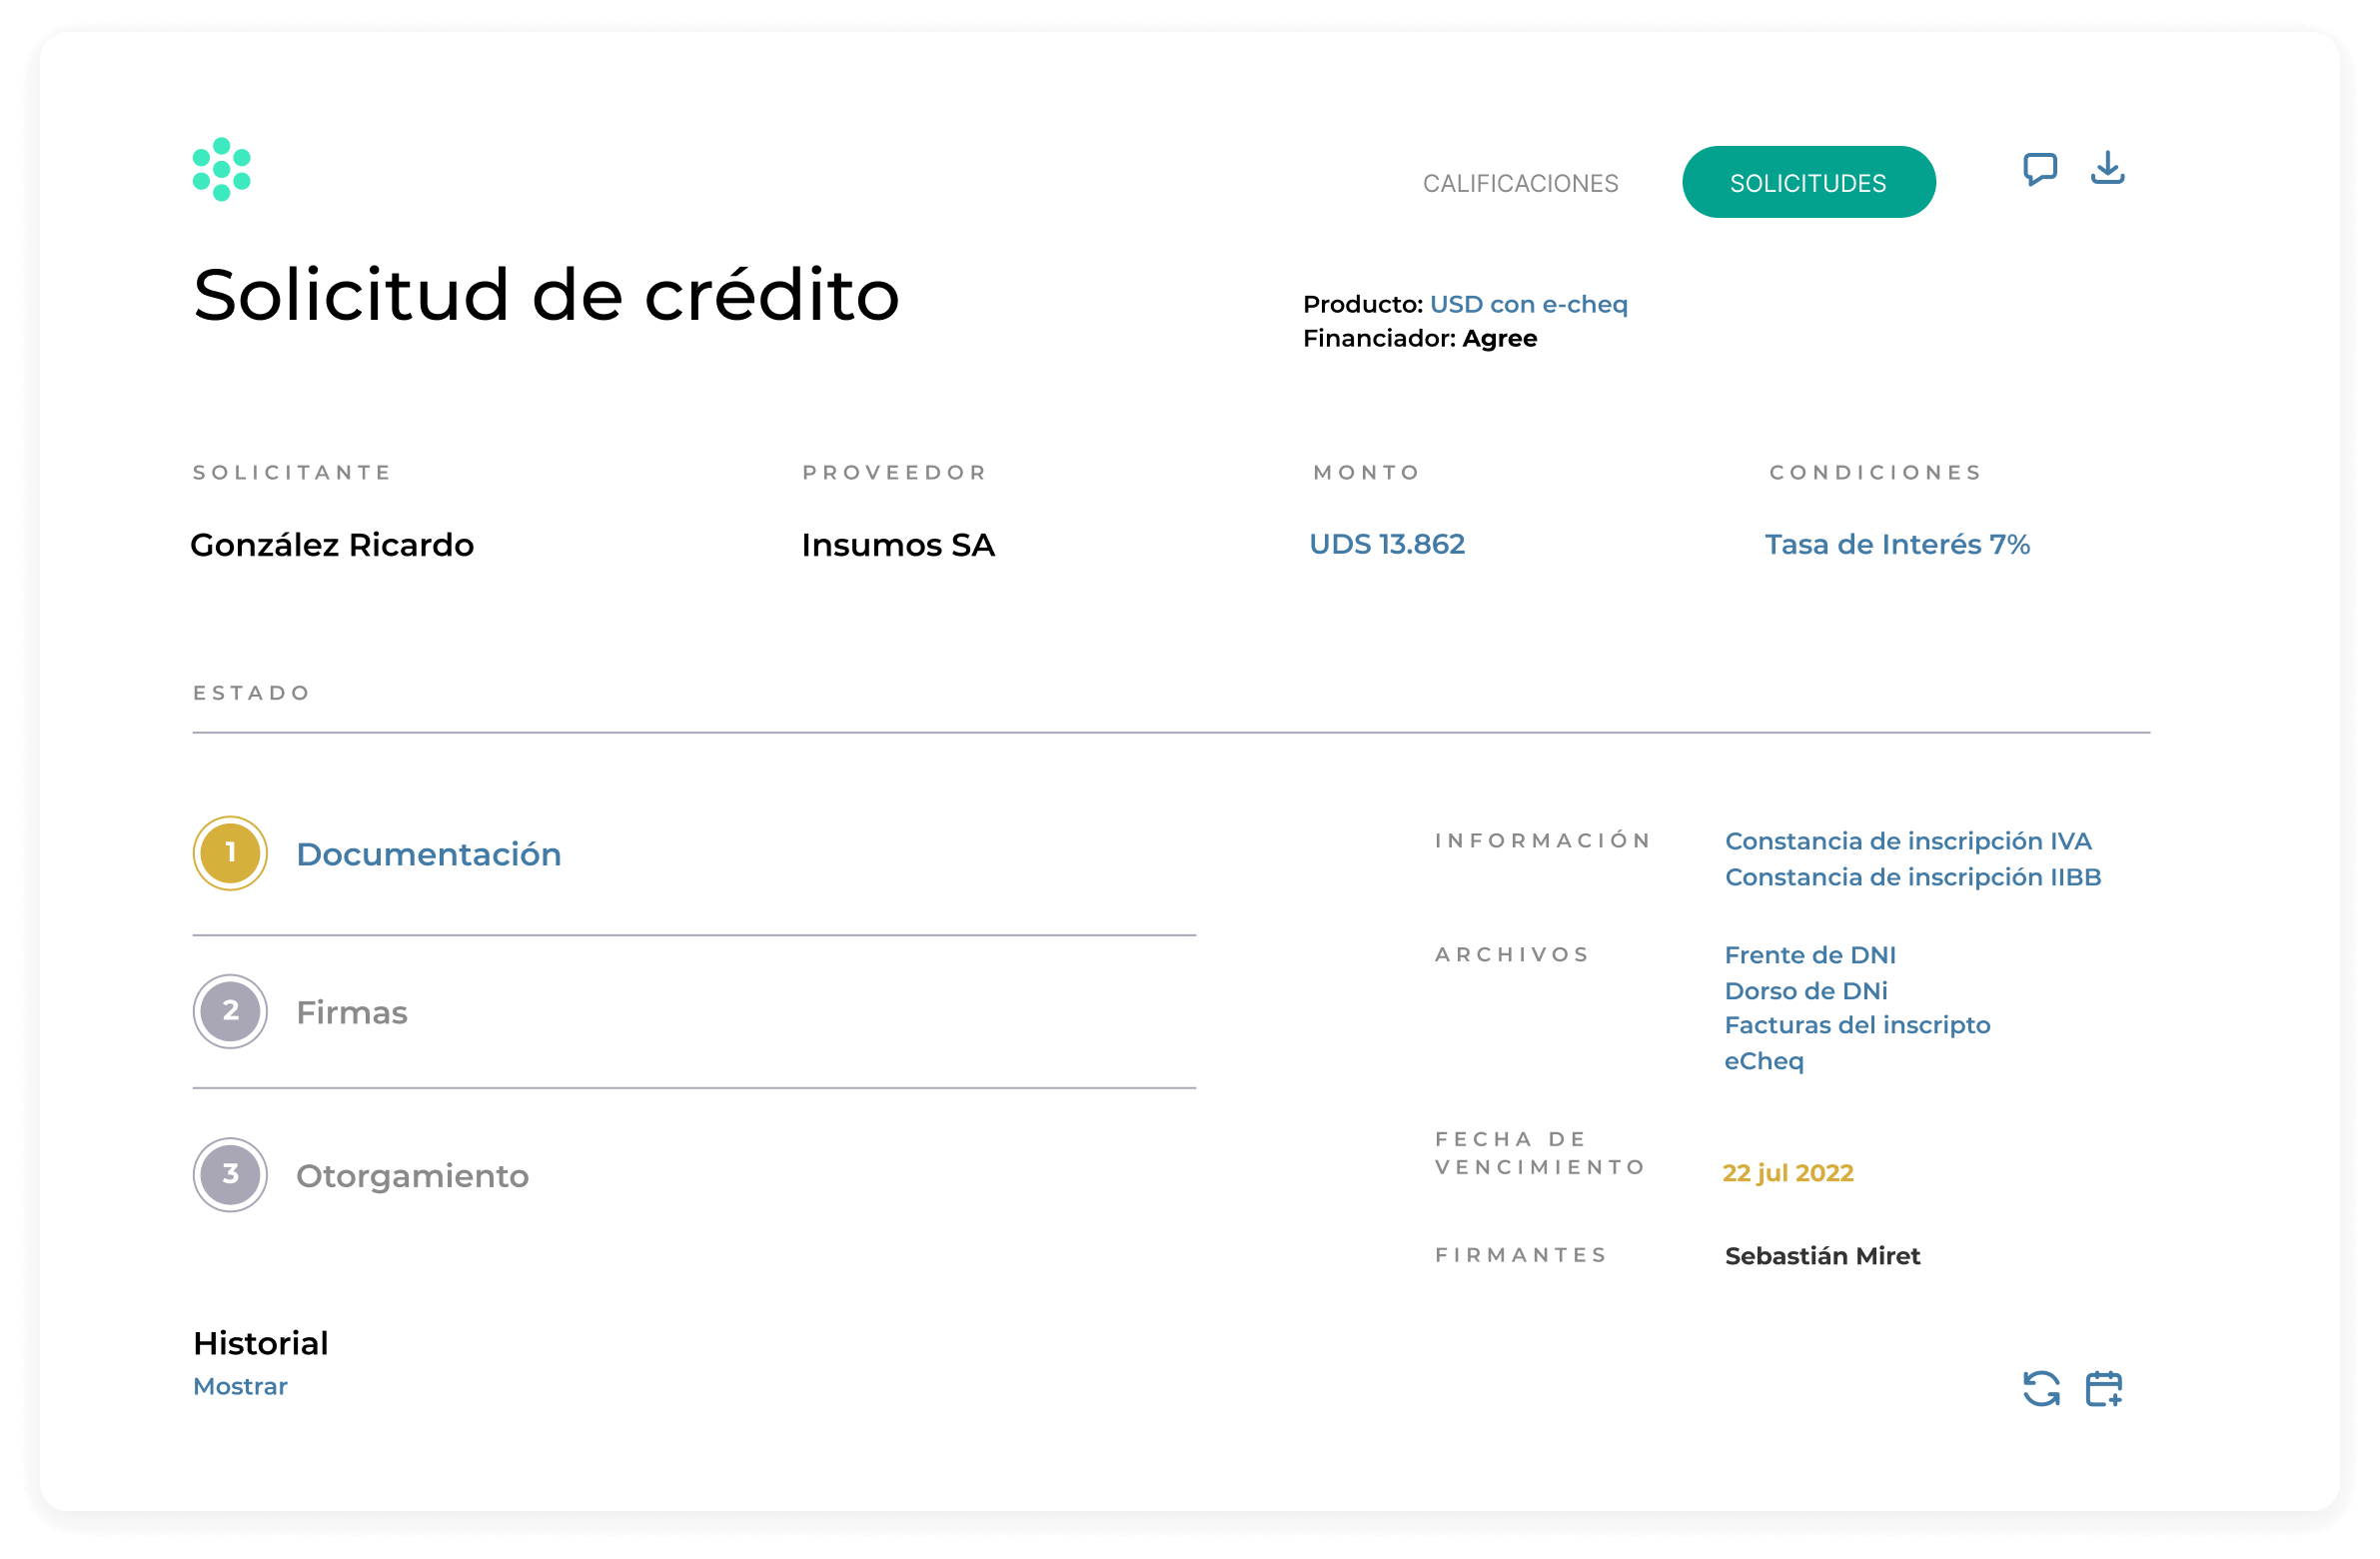 CALIFICACIONES
SOLICITUDES
Solicitud de crédito
Producto: USD con e-cheq
Financiador: Agree
SOLICITANTE
PROVEEDOR
MONTO
CONDICIONES
González Ricardo
Insumos SA
UDS 13.862
Tasa de Interés 7%
ESTADO
1
Documentación
2
Firmas
3
Otorgamiento
INFORMACIÓN
Constancia de inscripción IVA
Constancia de inscripción IIBB
ARCHIVOS
Frente de DNI
Dorso de DNi
Facturas del inscripto
eCheq
FECHA DE
VENCIMIENTO
22 jul 2022
FIRMANTES
Sebastián Miret
Historial
Mostrar